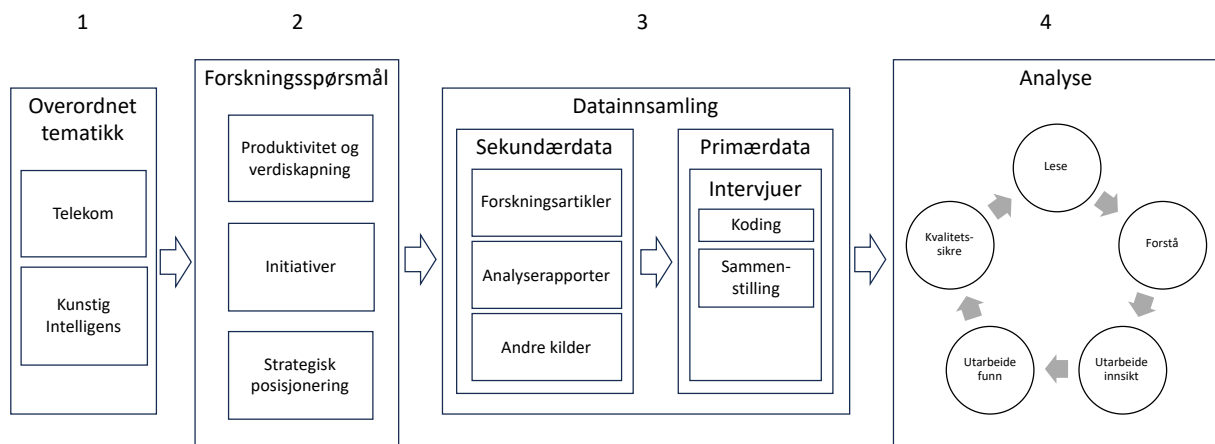 1
2
3
4
Overordnet
tematikk
Telekom
Kunstig
Intelligens
Forskningsspørsmål
Produktivitet og
verdiskapning
Initiativer
Strategisk
posisjonering
Datainnsamling
Sekundærdata
Forskningsartikler
Analyserapporter
Andre kilder
Primærdata
Intervjuer
Koding
Sammen-
stilling
Analyse
Lese
Forstå
Utarbeide
innsikt
Utarbeide
funn
Kvalitets-
sikre